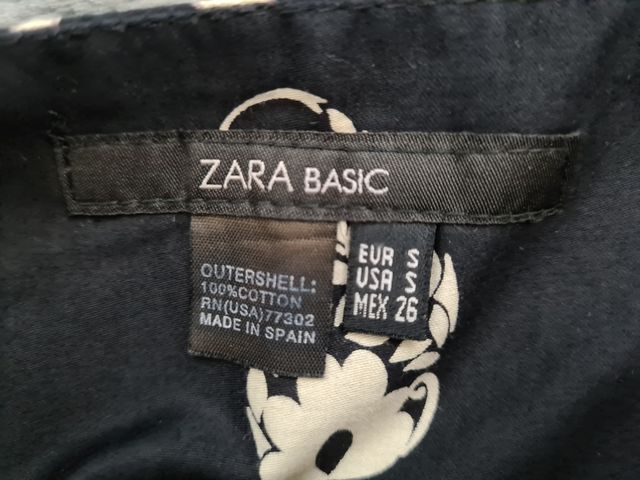 ZARA BASIC
OUTERSHELL:
100%COTTON
RN(USA)77302
MADE IN SPAIN
EUR S
USA S
MEX 26